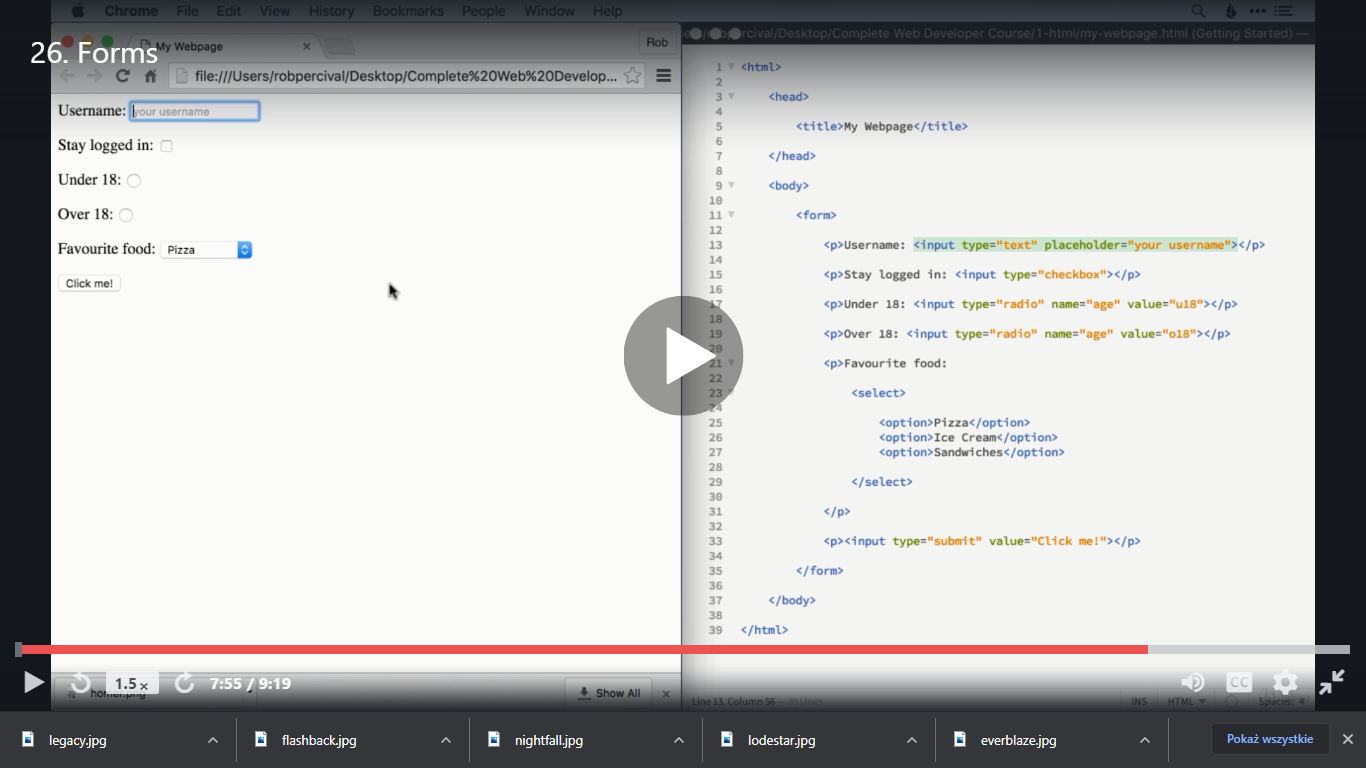 Chrome File Edit View History Bookmarks People Window Help
26. Forms
My Webpage
Rob
rcival/Desktop/Complete Web Developer Course/1-html/my-webpage.html (Getting Started) —
file:///Users/robpercival/Desktop/Complete%20Web%20Develop...
Username: your username
Stay logged in:
Under 18:
Over 18:
Favourite food: Pizza
Click me!
1 <html>
2
3 <head>
4
5 <title>My Webpage</title>
6
7 </head>
8
9 <body>
10
11 <form>
12
13 <p>Username: <input type="text" placeholder="your username"></p>
14
15 <p>Stay logged in: <input type="checkbox"></p>
16
17 <p>Under 18: <input type="radio" name="age" value="u18"></p>
18
19 <p>Over 18: <input type="radio" name="age" value="o18"></p>
20
21 <p>Favourite food:
22
23 <select>
24
25 <option>Pizza</option>
26 <option>Ice Cream</option>
27 <option>Sandwiches</option>
28
29 </select>
30
31 </p>
32
33 <p><input type="submit" value="Click me!"></p>
34
35 </form>
36
37 </body>
38
39 </html>
homer.png
Show All
1.5x
7:55 / 9:19
CC
Line 13, Column 56 — 39 Lines
INS HTML Spaces: 4
legacy.jpg
flashback.jpg
nightfall.jpg
lodestar.jpg
everblaze.jpg
Pokaż wszystkie